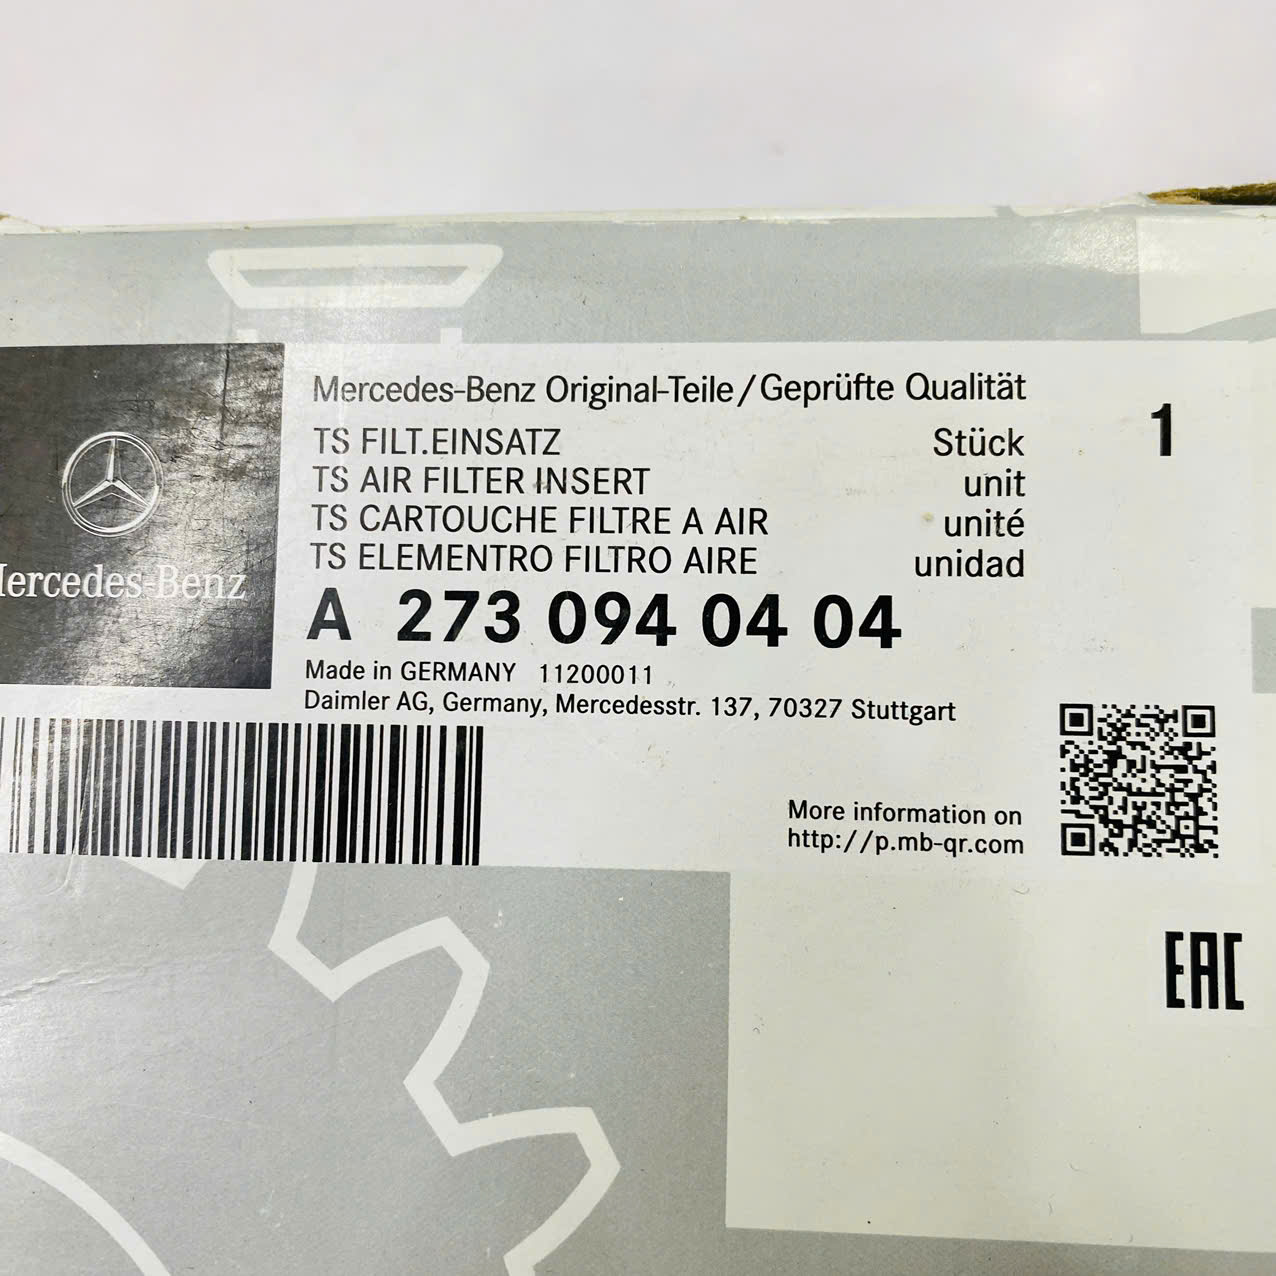 Mercedes-Benz Original-Teile/Geprüfte Qualität
TS FILT.EINSATZ Stück 1
TS AIR FILTER INSERT unit
TS CARTOUCHE FILTRE A AIR unité
TS ELEMENTRO FILTRO AIRE unidad
Mercedes-Benz
A 273 094 04 04
Made in GERMANY 11200011
Daimler AG, Germany, Mercedesstr. 137, 70327 Stuttgart
More information on
http://p.mb-qr.com
EAC